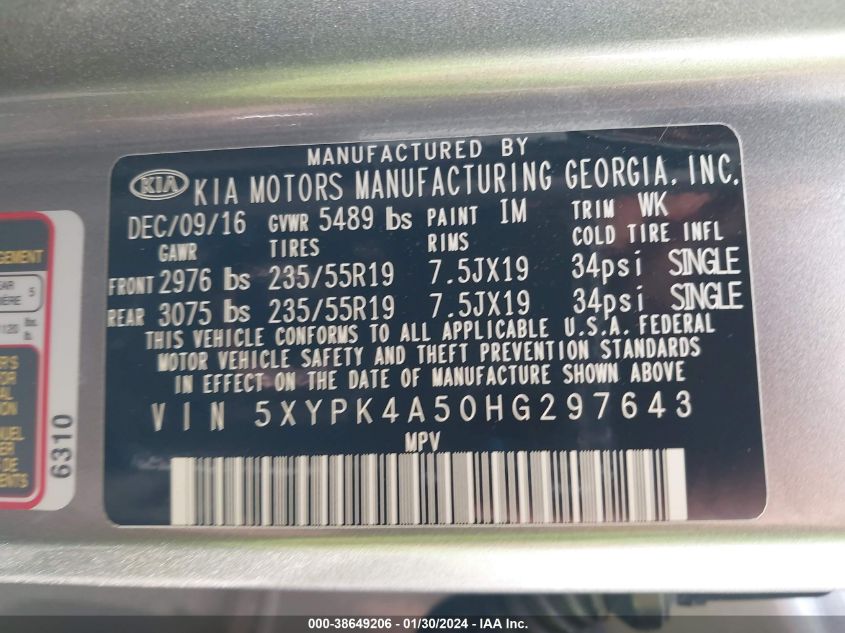 MANUFACTURED BY
KIA KIA MOTORS MANUFACTURING GEORGIA, INC.
DEC/09/16 GVWR 5489 lbs PAINT IM TRIM WK
GAWR TIRES RIMS COLD TIRE INFL
FRONT 2976 lbs 235/55R19 7.5JX19 34psi SINGLE
REAR 3075 lbs 235/55R19 7.5JX19 34psi SINGLE
THIS VEHICLE CONFORMS TO ALL APPLICABLE U.S.A. FEDERAL
MOTOR VEHICLE SAFETY AND THEFT PREVENTION STANDARDS
IN EFFECT ON THE DATE OF MANUFACTURE SHOWN ABOVE
VIN 5XYPK4A50HG297643
MPV
5
1120 lbs
6310
000-38649206 - 01/30/2024 - IAA Inc.